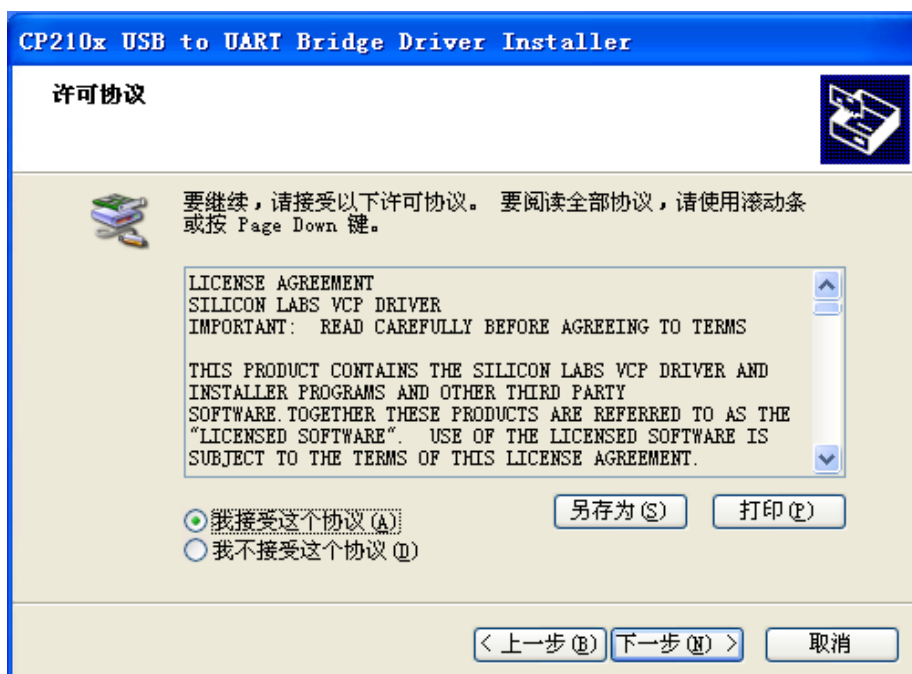 CP210x USB to UART Bridge Driver Installer
许可协议
要继续，请接受以下许可协议。 要阅读全部协议，请使用滚动条
或按 Page Down 键。
LICENSE AGREEMENT
SILICON LABS VCP DRIVER
IMPORTANT:  READ CAREFULLY BEFORE AGREEING TO TERMS
THIS PRODUCT CONTAINS THE SILICON LABS VCP DRIVER AND
INSTALLER PROGRAMS AND OTHER THIRD PARTY
SOFTWARE.TOGETHER THESE PRODUCTS ARE REFERRED TO AS THE
"LICENSED SOFTWARE".  USE OF THE LICENSED SOFTWARE IS
SUBJECT TO THE TERMS OF THIS LICENSE AGREEMENT.
另存为(S) 打印(P)
我接受这个协议(A)
我不接受这个协议(D)
< 上一步(B) 下一步(N) > 取消